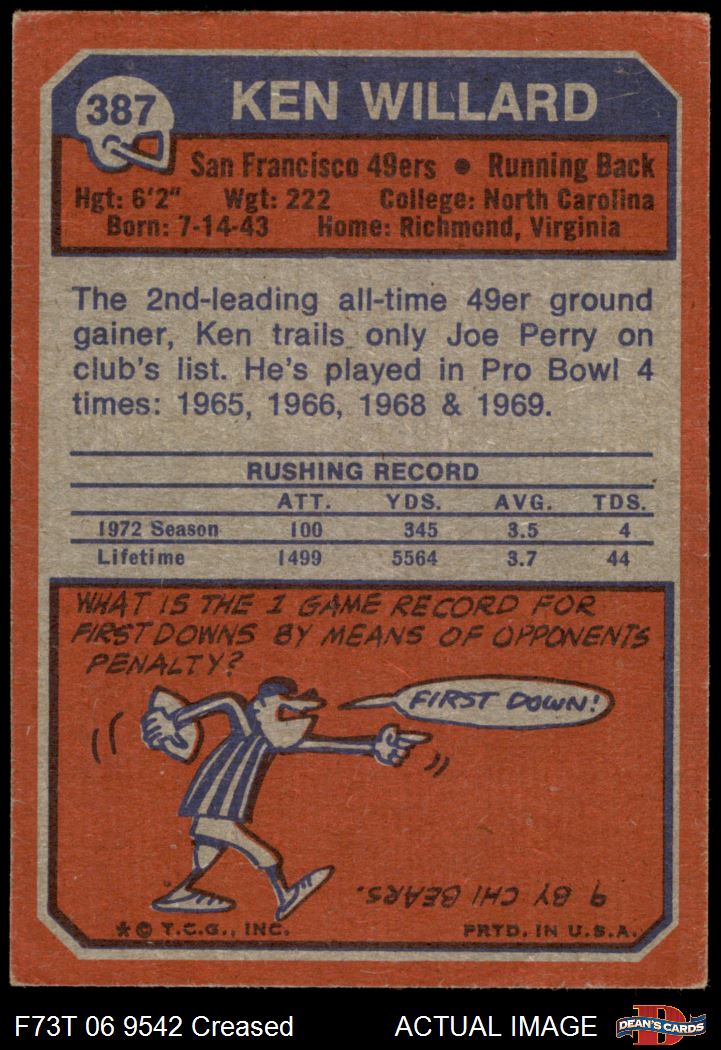 387 KEN WILLARD
San Francisco 49ers • Running Back
Hgt: 6'2" Wgt: 222 College: North Carolina
Born: 7-14-43 Home: Richmond, Virginia
The 2nd-leading all-time 49er ground
gainer, Ken trails only Joe Perry on
club's list. He's played in Pro Bowl 4
times: 1965, 1966, 1968 & 1969.
RUSHING RECORD
ATT. YDS. AVG. TDS.
1972 Season 100 345 3.5 4
Lifetime 1499 5564 3.7 44
WHAT IS THE 1 GAME RECORD FOR
FIRST DOWNS BY MEANS OF OPPONENTS
PENALTY?
FIRST DOWN!
9 BY CHI BEARS.
* © T.C.G., INC. PRTD. IN U.S.A.
F73T 06 9542 Creased ACTUAL IMAGE DEAN'S CARDS